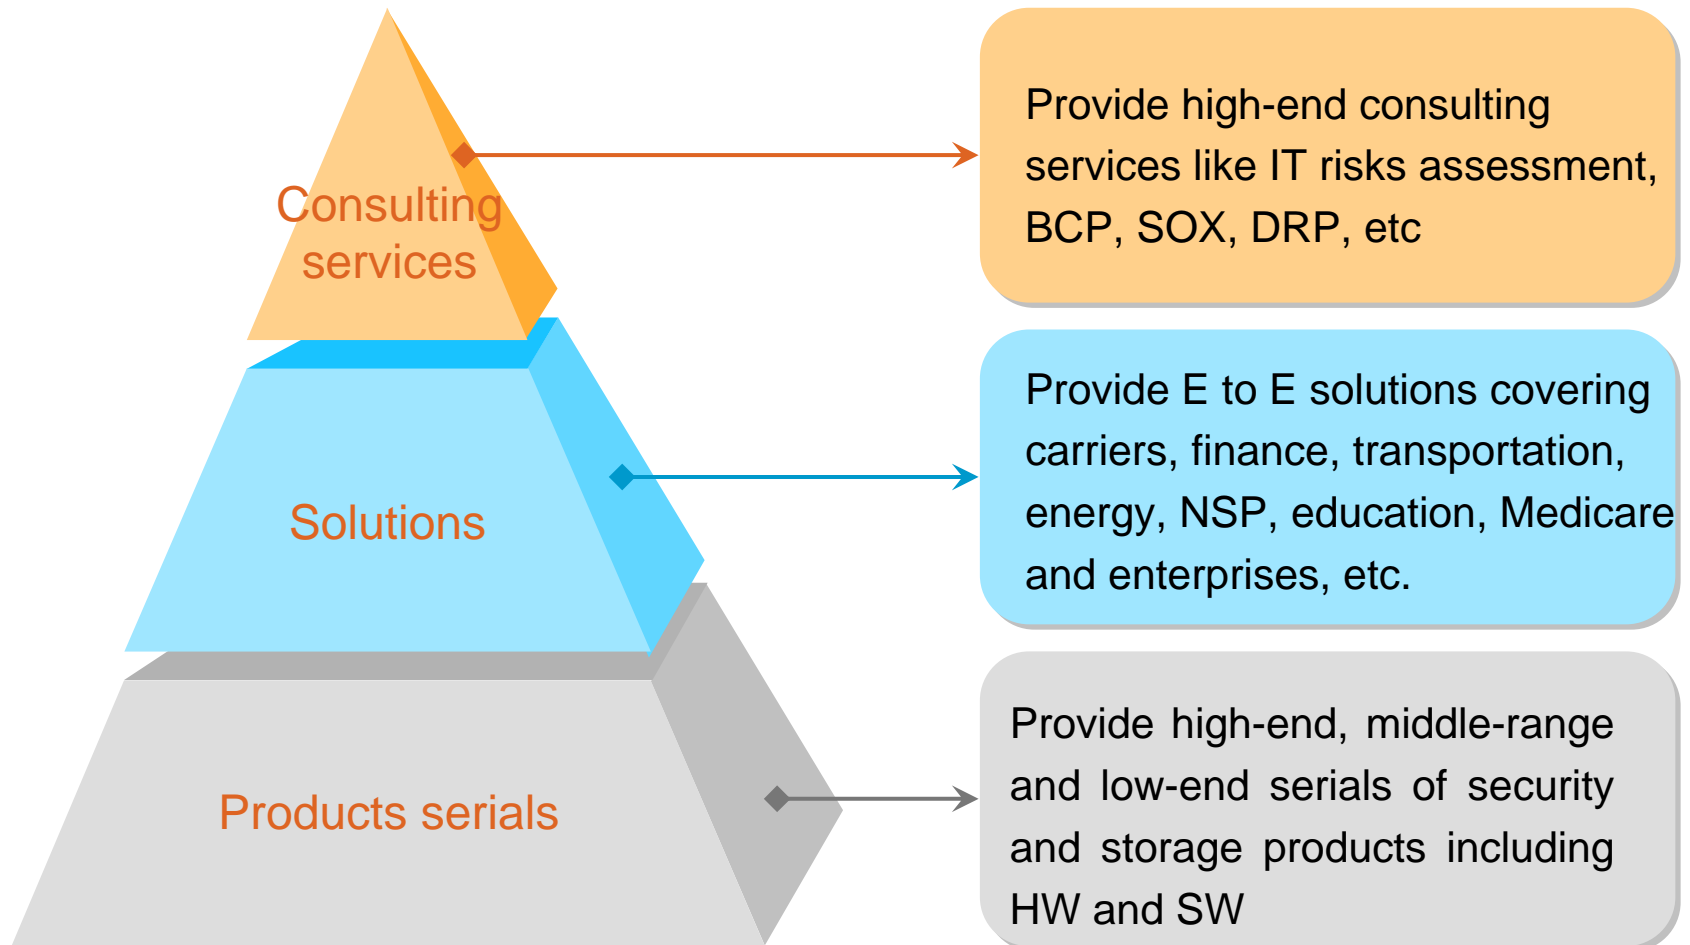 Consulting
services
Provide high-end consulting
services like IT risks assessment,
BCP, SOX, DRP, etc
Solutions
Provide E to E solutions covering
carriers, finance, transportation,
energy, NSP, education, Medicare
and enterprises, etc.
Products serials
Provide high-end, middle-range
and low-end serials of security
and storage products including
HW and SW